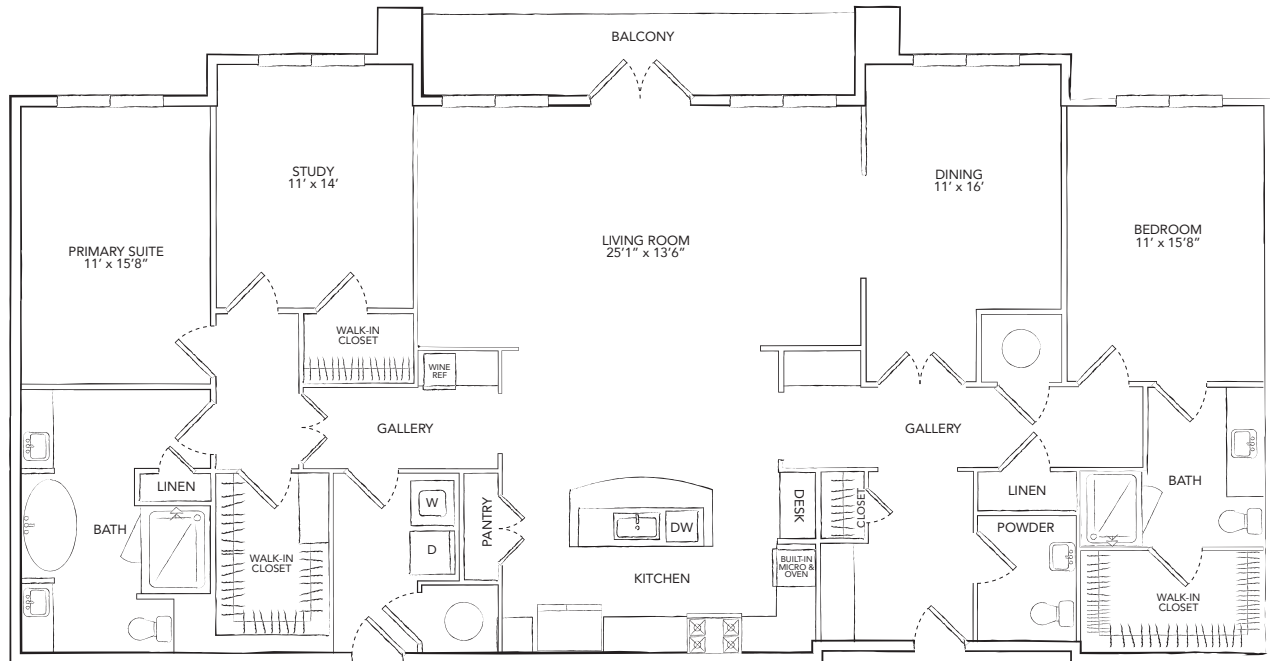 BALCONY
STUDY
11’ x 14’
DINING
11’ x 16’
PRIMARY SUITE
11’ x 15’8”
LIVING ROOM
25’1” x 13’6”
BEDROOM
11’ x 15’8”
WALK-IN
CLOSET
WINE
REF
GALLERY
GALLERY
LINEN
BATH
WALK-IN
CLOSET
W
D
PANTRY
DW
KITCHEN
DESK
BUILT-IN
MICRO &
OVEN
CLOSET
LINEN
POWDER
BATH
WALK-IN
CLOSET